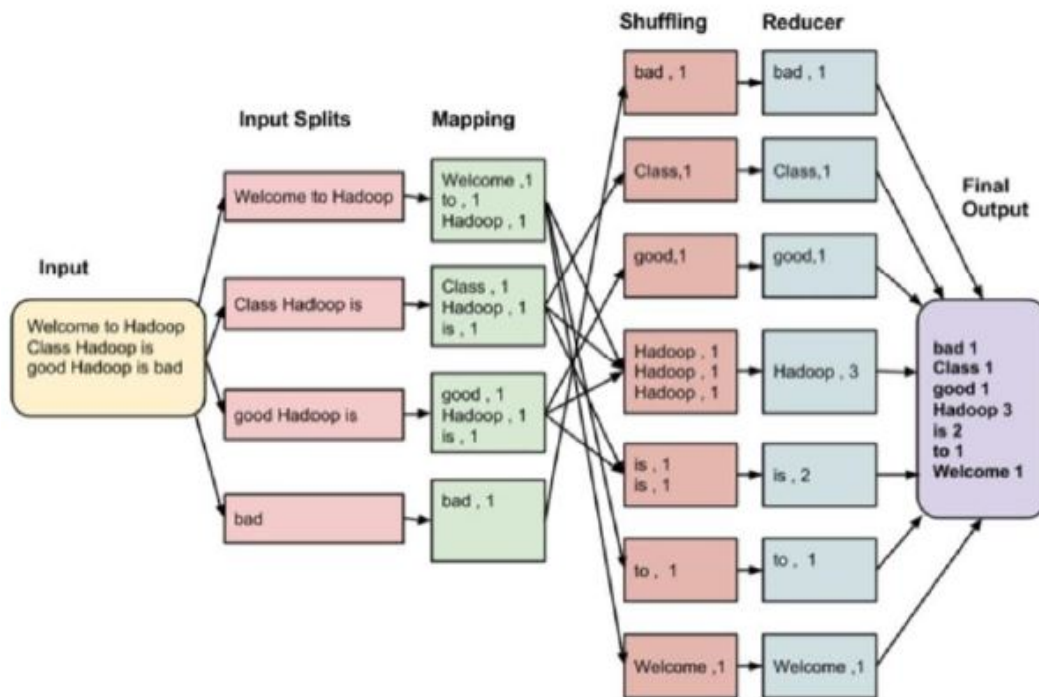 Input
Welcome to Hadoop
Class Hadoop is
good Hadoop is bad
Input Splits
Welcome to Hadoop
Class Hadoop is
good Hadoop is
bad
Mapping
Welcome ,1
to , 1
Hadoop , 1
Class , 1
Hadoop , 1
is , 1
good , 1
Hadoop , 1
is , 1
bad , 1
Shuffling
bad , 1
Class,1
good,1
Hadoop , 1
Hadoop , 1
Hadoop , 1
is , 1
is , 1
to , 1
Welcome ,1
Reducer
bad , 1
Class,1
good,1
Hadoop , 3
is , 2
to , 1
Welcome ,1
Final
Output
bad 1
Class 1
good 1
Hadoop 3
is 2
to 1
Welcome 1